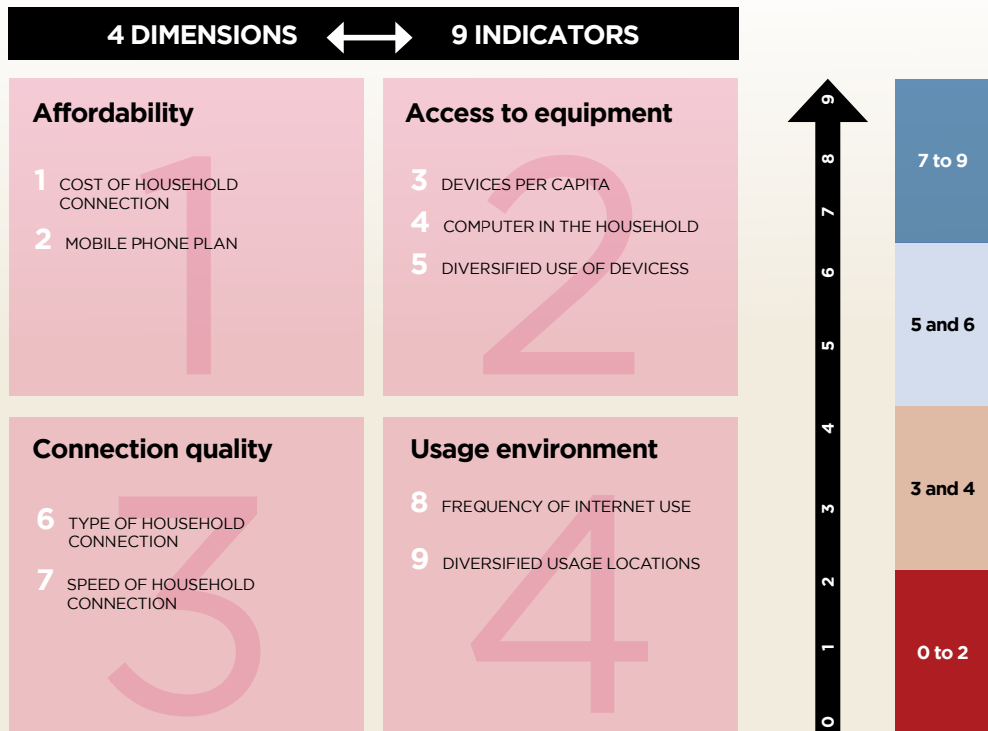 4 DIMENSIONS
9 INDICATORS
Affordability
1
1 COST OF HOUSEHOLD
CONNECTION
2 MOBILE PHONE PLAN
Access to equipment
2
3 DEVICES PER CAPITA
4 COMPUTER IN THE HOUSEHOLD
5 DIVERSIFIED USE OF DEVICESS
Connection quality
3
6 TYPE OF HOUSEHOLD
CONNECTION
7 SPEED OF HOUSEHOLD
CONNECTION
Usage environment
4
8 FREQUENCY OF INTERNET USE
9 DIVERSIFIED USAGE LOCATIONS
9
8
7
6
5
4
3
2
1
0
7 to 9
5 and 6
3 and 4
0 to 2